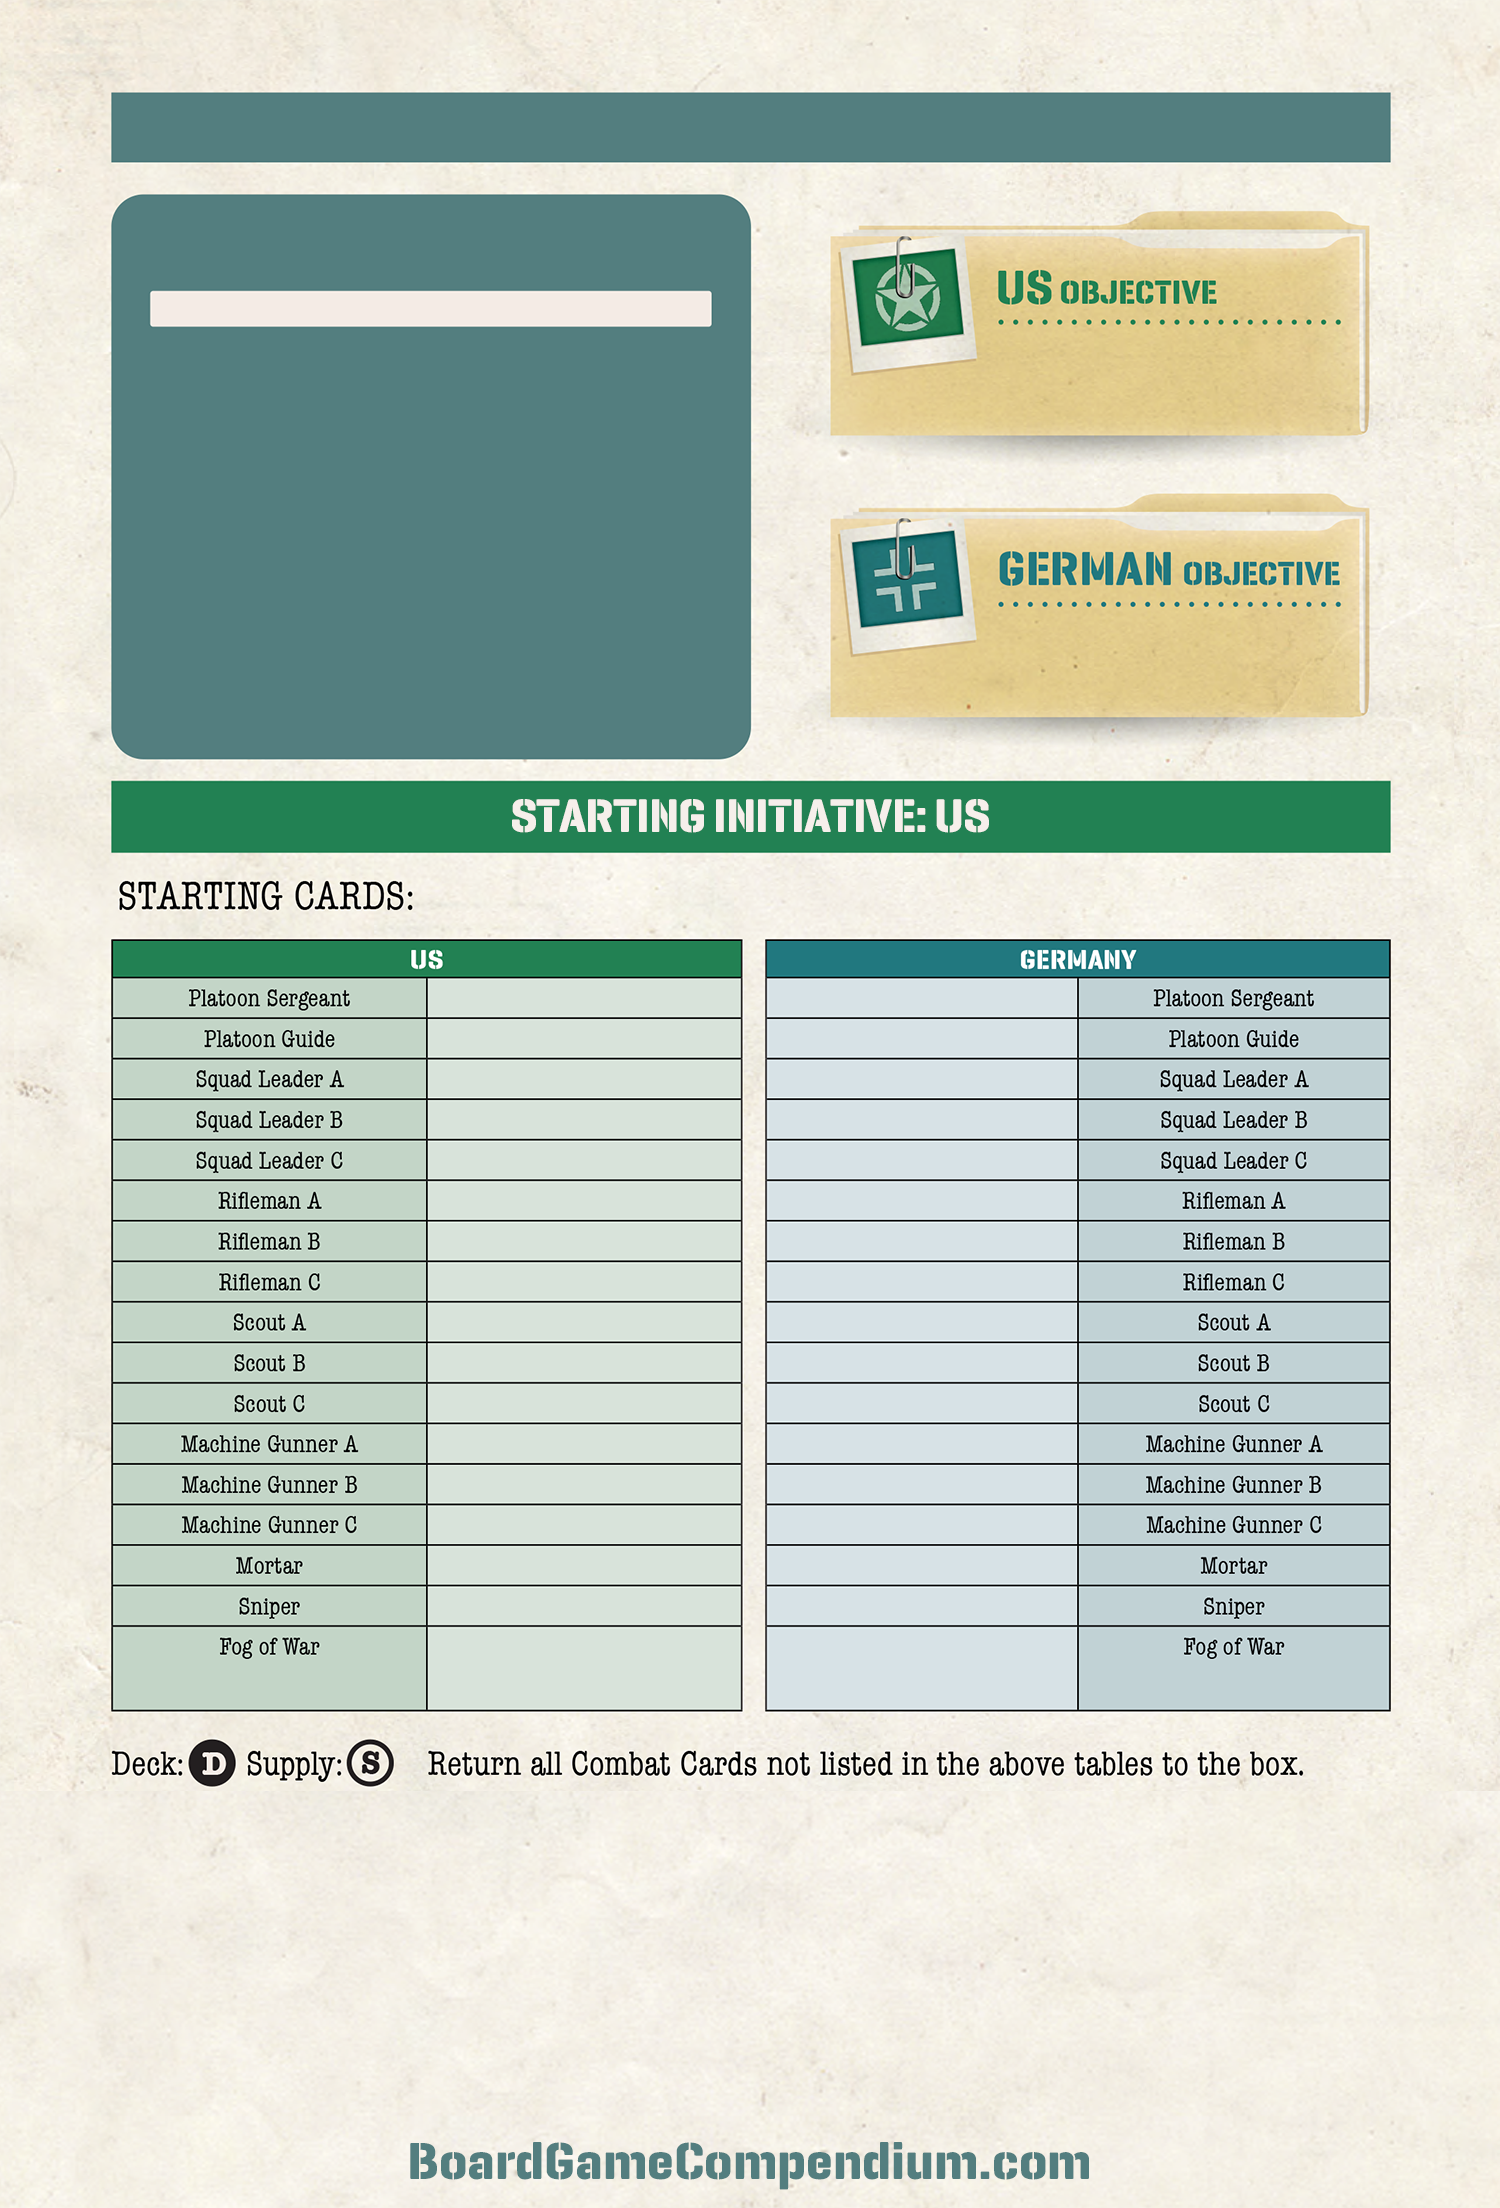 US OBJECTIVE
GERMAN OBJECTIVE
STARTING INITIATIVE: US
STARTING CARDS:
US
Platoon Sergeant
Platoon Guide
Squad Leader A
Squad Leader B
Squad Leader C
Rifleman A
Rifleman B
Rifleman C
Scout A
Scout B
Scout C
Machine Gunner A
Machine Gunner B
Machine Gunner C
Mortar
Sniper
Fog of War
GERMANY
Platoon Sergeant
Platoon Guide
Squad Leader A
Squad Leader B
Squad Leader C
Rifleman A
Rifleman B
Rifleman C
Scout A
Scout B
Scout C
Machine Gunner A
Machine Gunner B
Machine Gunner C
Mortar
Sniper
Fog of War
Deck: D Supply: S Return all Combat Cards not listed in the above tables to the box.
BoardGameCompendium.com